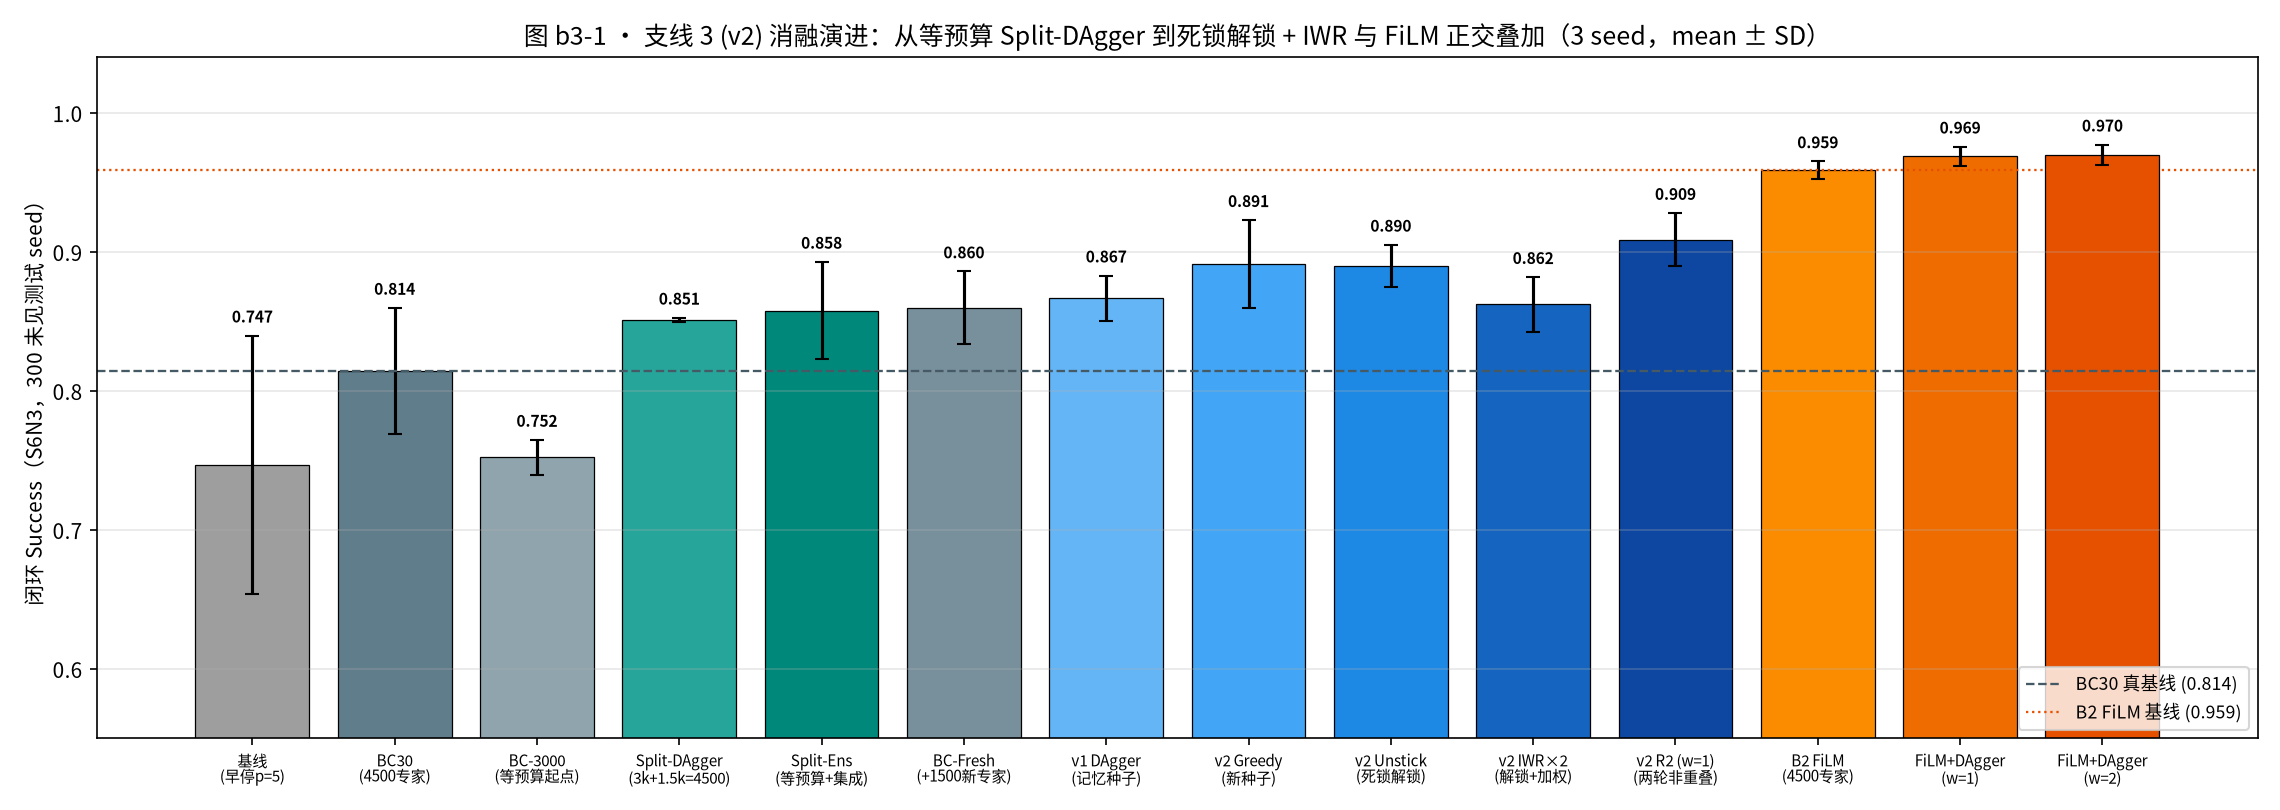 图 b3-1 · 支线 3 (v2) 消融演进：从等预算 Split-DAgger 到死锁解锁 + IWR 与 FiLM 正交叠加（3 seed，mean ± SD）
闭环 Success（S6N3，300 未见测试 seed）
1.0
0.9
0.8
0.7
0.6
0.747
0.814
0.752
0.851
0.858
0.860
0.867
0.891
0.890
0.862
0.909
0.959
0.969
0.970
BC30 真基线 (0.814)
B2 FiLM 基线 (0.959)
基线
(早停p=5)
BC30
(4500专家)
BC-3000
(等预算起点)
Split-DAgger
(3k+1.5k=4500)
Split-Ens
(等预算+集成)
BC-Fresh
(+1500新专家)
v1 DAgger
(记忆种子)
v2 Greedy
(新种子)
v2 Unstick
(死锁解锁)
v2 IWR×2
(解锁+加权)
v2 R2 (w=1)
(两轮非重叠)
B2 FiLM
(4500专家)
FiLM+DAgger
(w=1)
FiLM+DAgger
(w=2)